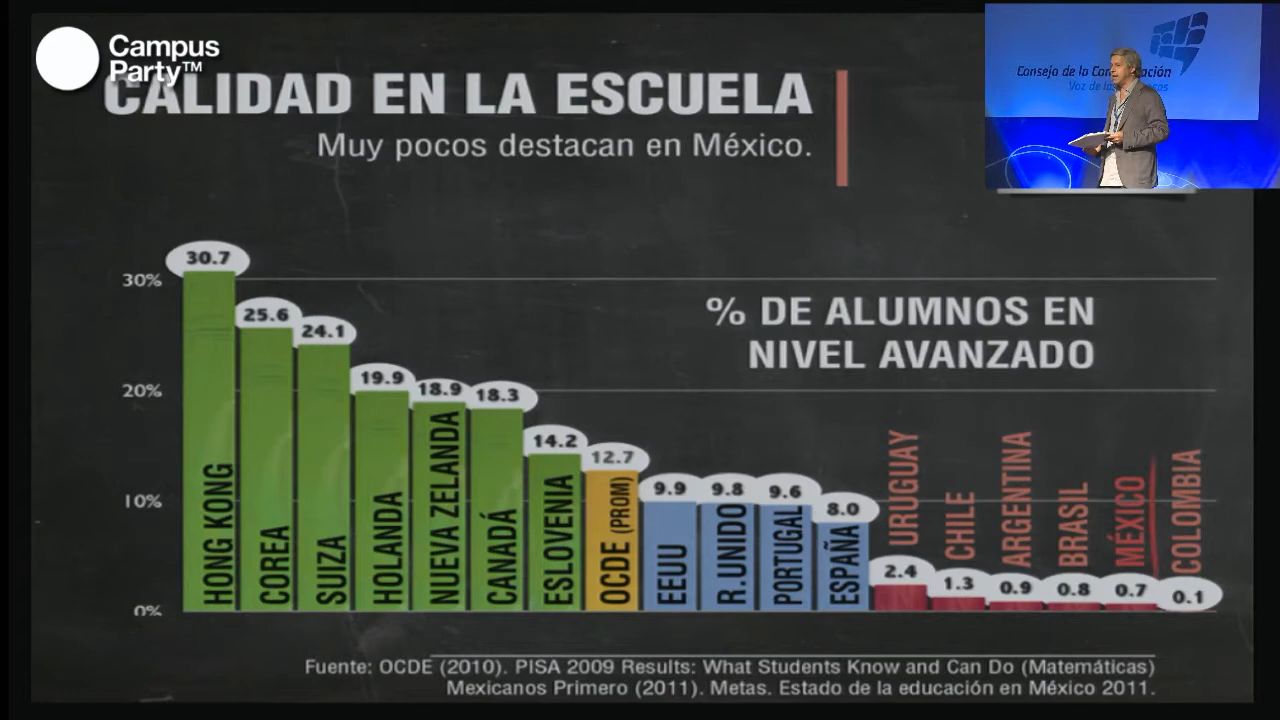 Campus
Party™
CALIDAD EN LA ESCUELA
Muy pocos destacan en México.
Consejo de la
Voz de
% DE ALUMNOS EN
NIVEL AVANZADO
30%
20%
10%
0%
30.7
25.6
24.1
19.9
18.9
18.3
14.2
12.7
9.9
9.8
9.6
8.0
2.4
1.3
0.9
0.8
0.7
0.1
HONG KONG
COREA
SUIZA
HOLANDA
NUEVA ZELANDA
CANADÁ
ESLOVENIA
OCDE (PROM)
EEUU
R.UNIDO
PORTUGAL
ESPAÑA
URUGUAY
CHILE
ARGENTINA
BRASIL
MÉXICO
COLOMBIA
Fuente: OCDE (2010). PISA 2009 Results: What Students Know and Can Do (Matemáticas)
Mexicanos Primero (2011). Metas. Estado de la educación en México 2011.